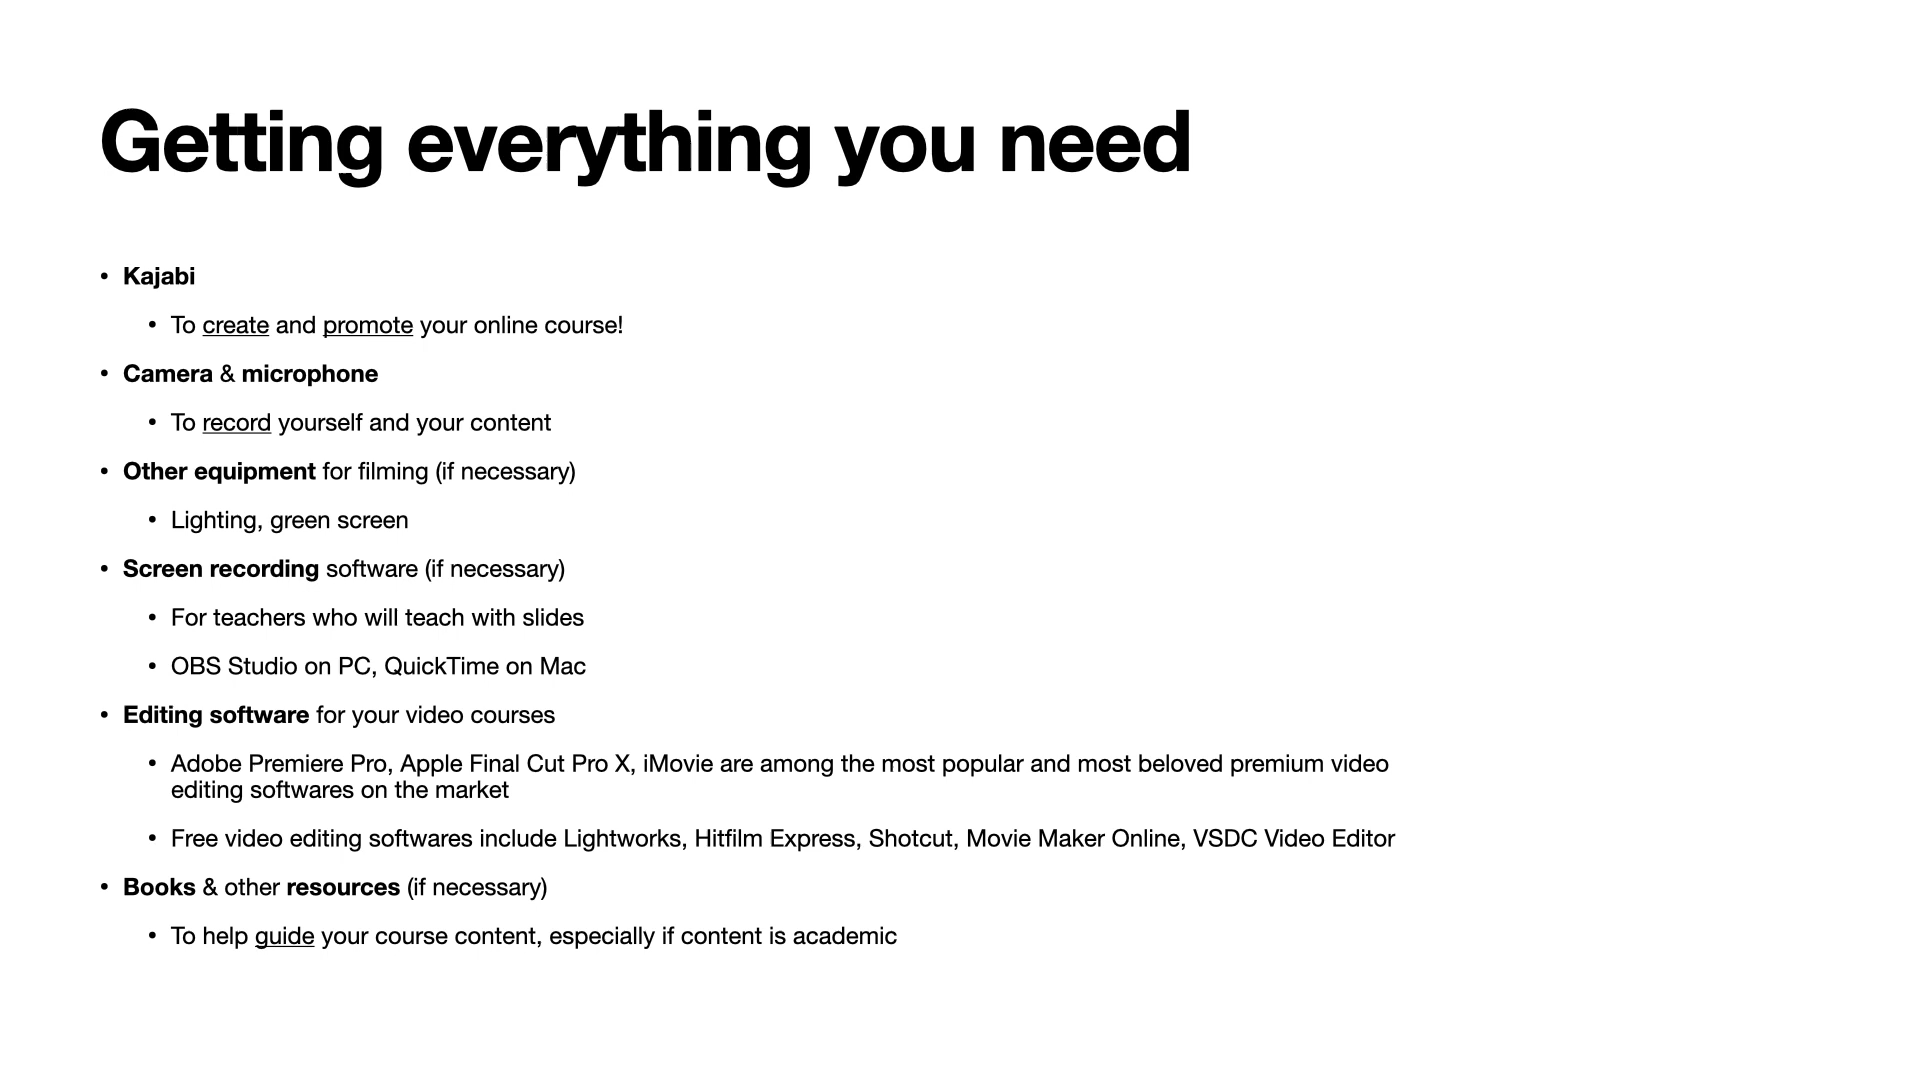 Getting everything you need
• Kajabi
• To create and promote your online course!
• Camera & microphone
• To record yourself and your content
• Other equipment for filming (if necessary)
• Lighting, green screen
• Screen recording software (if necessary)
• For teachers who will teach with slides
• OBS Studio on PC, QuickTime on Mac
• Editing software for your video courses
• Adobe Premiere Pro, Apple Final Cut Pro X, iMovie are among the most popular and most beloved premium video
editing softwares on the market
• Free video editing softwares include Lightworks, Hitfilm Express, Shotcut, Movie Maker Online, VSDC Video Editor
• Books & other resources (if necessary)
• To help guide your course content, especially if content is academic